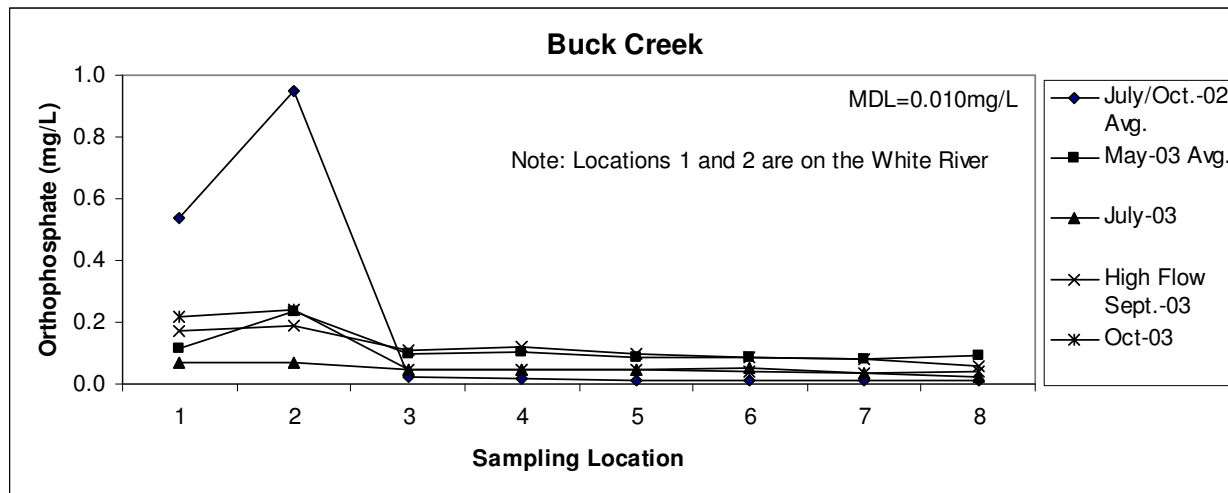 Buck Creek
1.0
0.8
0.6
0.4
0.2
0.0
Orthophosphate (mg/L)
MDL=0.010mg/L
Note: Locations 1 and 2 are on the White River
1 2 3 4 5 6 7 8
Sampling Location
July/Oct.-02
Avg.
May-03 Avg.
July-03
High Flow
Sept.-03
Oct-03